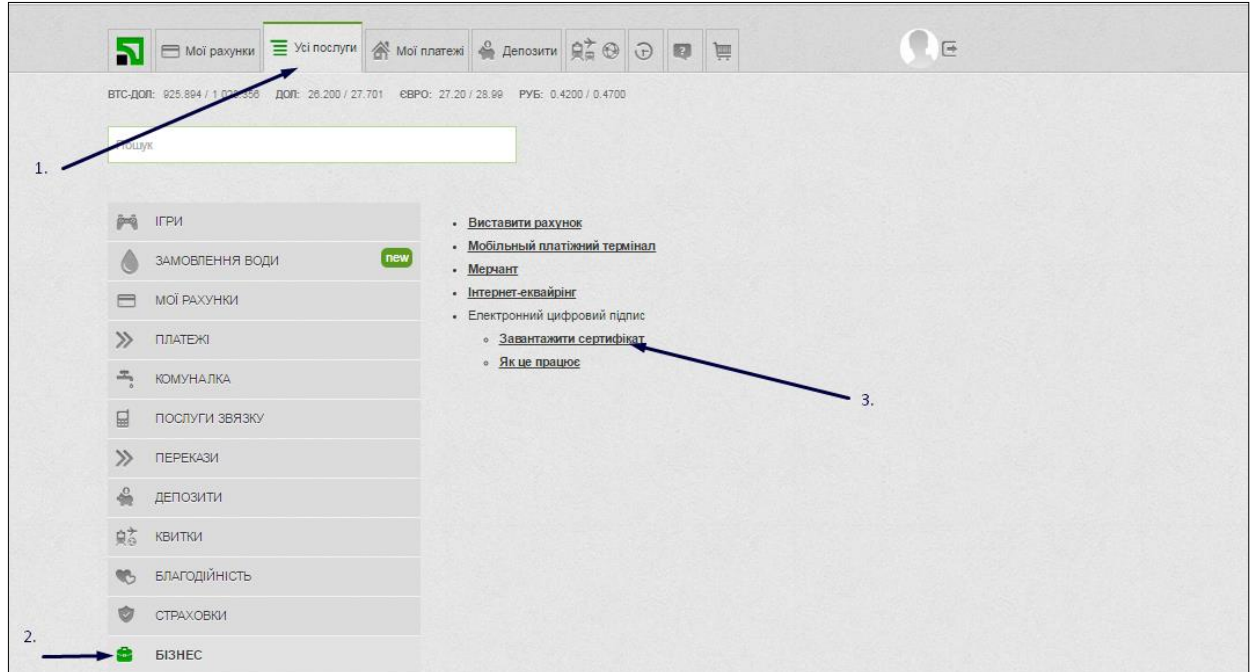 Мої рахунки Усі послуги Мої платежі Депозити
BTC-ДОЛ: 925.894 / 1 023.356 ДОЛ: 26.200 / 27.701 ЄВРО: 27.20 / 28.99 РУБ: 0.4200 / 0.4700
Пошук
1.
ІГРИ
ЗАМОВЛЕННЯ ВОДИ new
МОЇ РАХУНКИ
ПЛАТЕЖІ
КОМУНАЛКА
ПОСЛУГИ ЗВЯЗКУ
ПЕРЕКАЗИ
ДЕПОЗИТИ
КВИТКИ
БЛАГОДІЙНІСТЬ
СТРАХОВКИ
2.
БІЗНЕС
Виставити рахунок
Мобільный платіжний термінал
Мерчант
Інтернет-еквайрінг
Електронний цифровий підпис
Завантажити сертифікат
Як це працює
3.